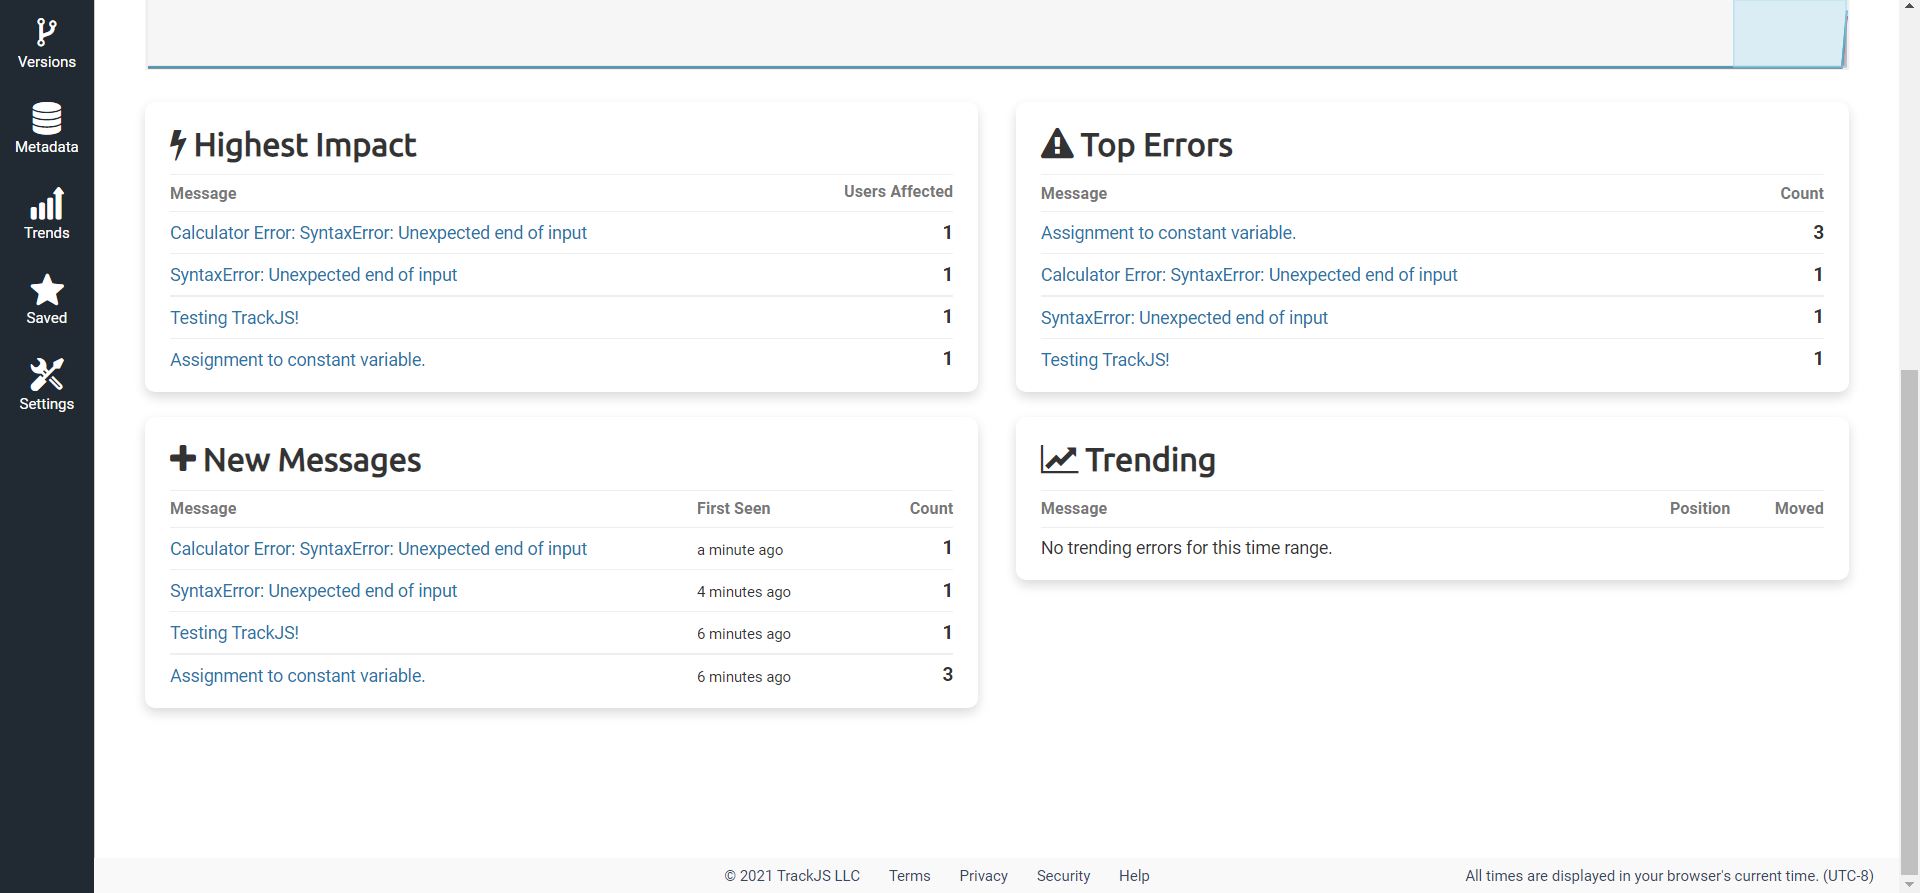 Versions
Metadata
Trends
Saved
Settings
Highest Impact
Message Users Affected
Calculator Error: SyntaxError: Unexpected end of input 1
SyntaxError: Unexpected end of input 1
Testing TrackJS! 1
Assignment to constant variable. 1
Top Errors
Message Count
Assignment to constant variable. 3
Calculator Error: SyntaxError: Unexpected end of input 1
SyntaxError: Unexpected end of input 1
Testing TrackJS! 1
New Messages
Message First Seen Count
Calculator Error: SyntaxError: Unexpected end of input a minute ago 1
SyntaxError: Unexpected end of input 4 minutes ago 1
Testing TrackJS! 6 minutes ago 1
Assignment to constant variable. 6 minutes ago 3
Trending
Message Position Moved
No trending errors for this time range.
© 2021 TrackJS LLC Terms Privacy Security Help All times are displayed in your browser's current time. (UTC-8)